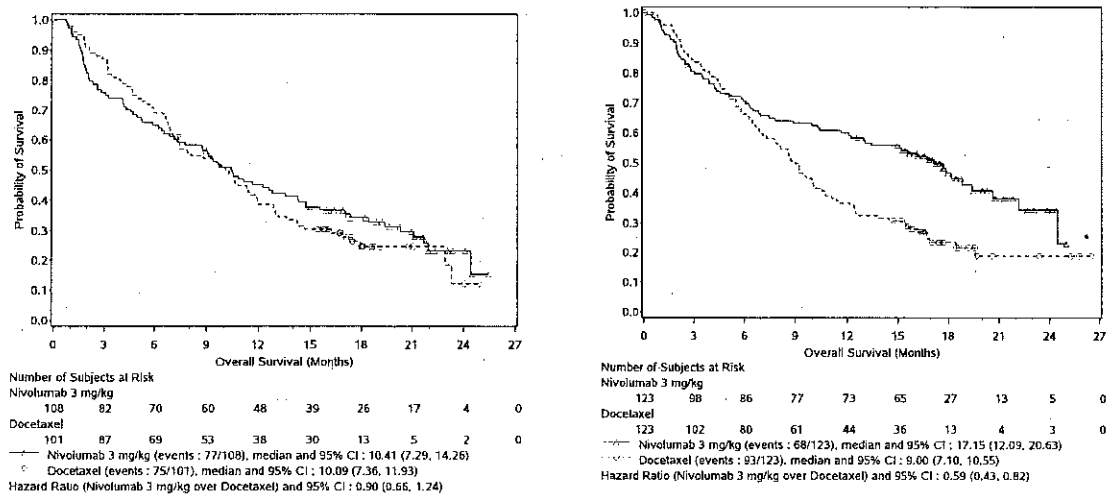 Probability of Survival
1.0
0.9
0.8
0.7
0.6
0.5
0.4
0.3
0.2
0.1
0.0
0 3 6 9 12 15 18 21 24 27
Overall Survival (Months)
Number of Subjects at Risk
Nivolumab 3 mg/kg
108 82 70 60 48 39 26 17 4 0
Docetaxel
101 87 69 53 38 30 13 5 2 0
Nivolumab 3 mg/kg (events : 77/108), median and 95% CI : 10.41 (7.29, 14.26)
Docetaxel (events : 75/101), median and 95% CI : 10.09 (7.36, 11.93)
Hazard Ratio (Nivolumab 3 mg/kg over Docetaxel) and 95% CI : 0.90 (0.66, 1.24)
Probability of Survival
1.0
0.9
0.8
0.7
0.6
0.5
0.4
0.3
0.2
0.1
0.0
0 3 6 9 12 15 18 21 24 27
Overall Survival (Months)
Number of Subjects at Risk
Nivolumab 3 mg/kg
123 98 86 77 73 65 27 13 5 0
Docetaxel
123 102 80 61 44 36 13 4 3 0
Nivolumab 3 mg/kg (events : 68/123), median and 95% CI : 17.15 (12.09, 20.63)
Docetaxel (events : 93/123), median and 95% CI : 9.00 (7.10, 10.55)
Hazard Ratio (Nivolumab 3 mg/kg over Docetaxel) and 95% CI : 0.59 (0.43, 0.82)